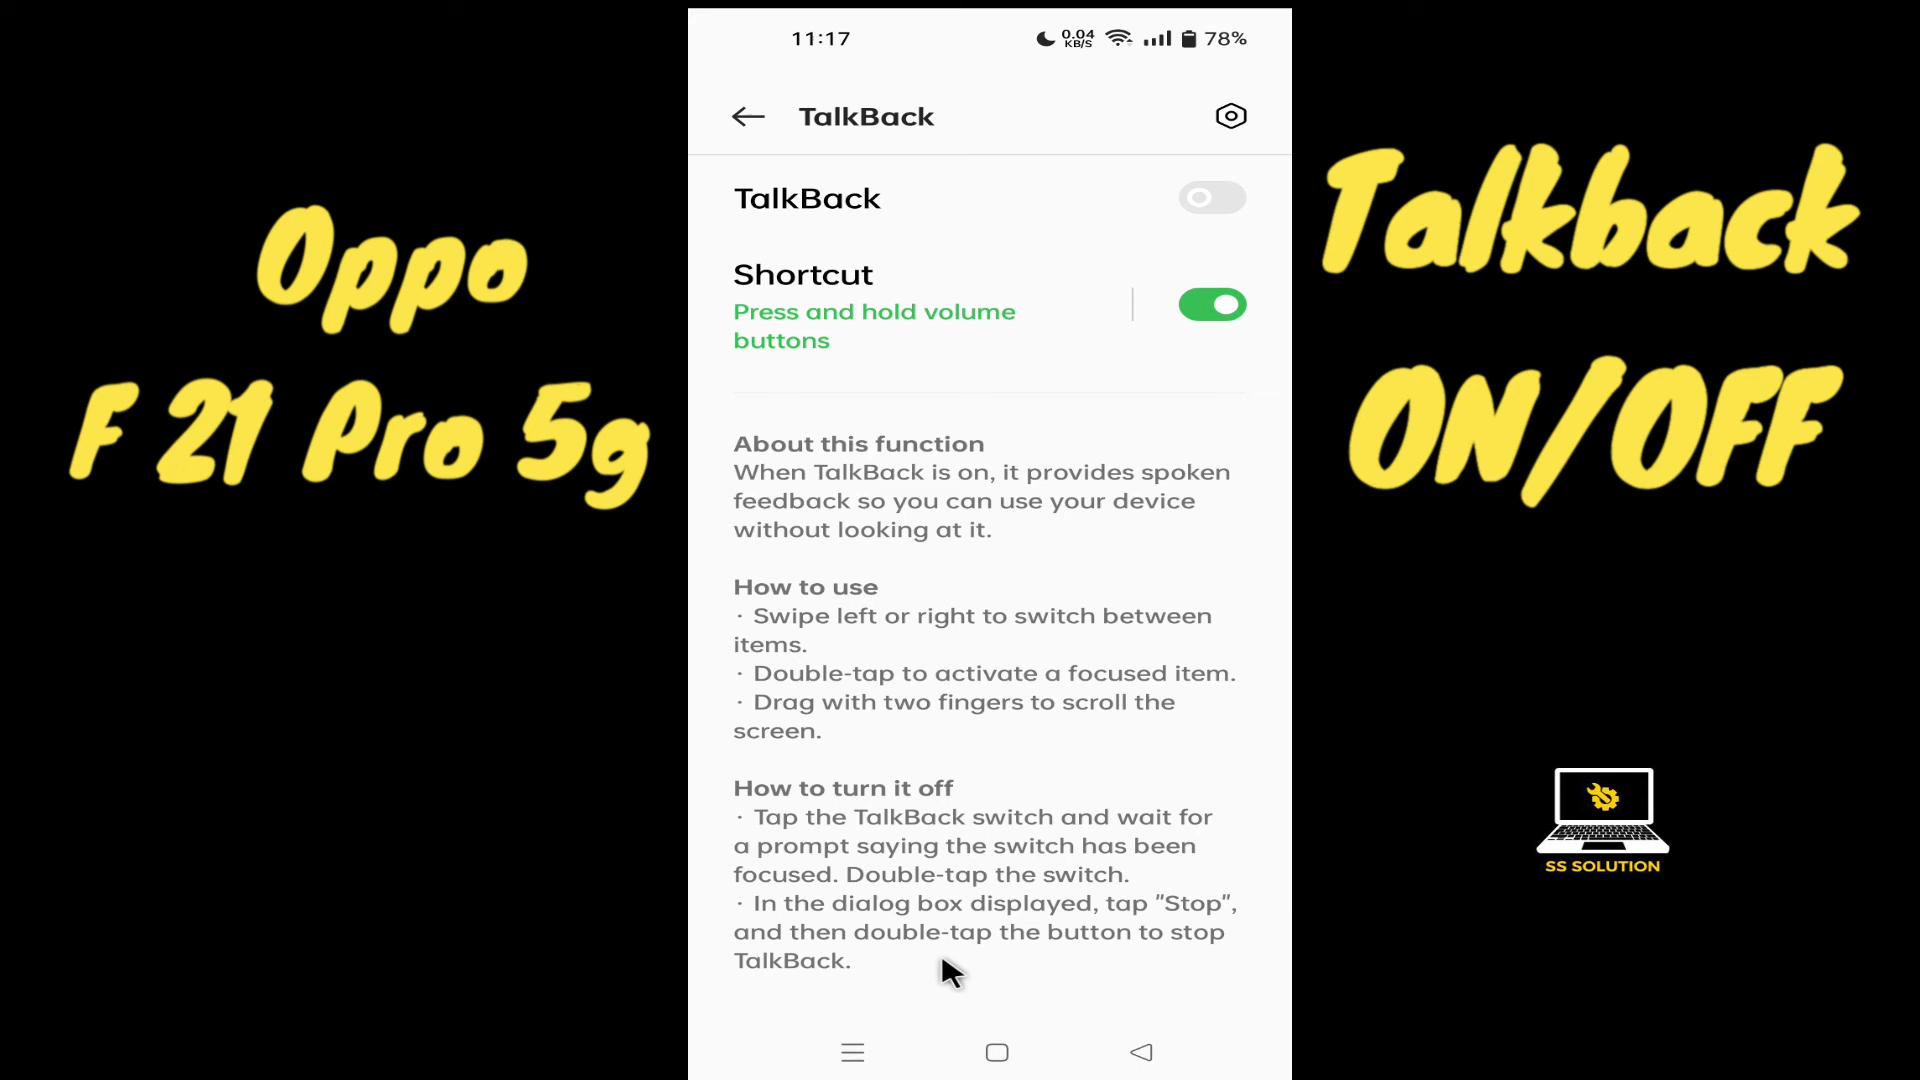 Oppo
F 21 Pro 5g
11:17
0.04
KB/S
78%
TalkBack
TalkBack
Shortcut
Press and hold volume
buttons
About this function
When TalkBack is on, it provides spoken
feedback so you can use your device
without looking at it.
How to use
· Swipe left or right to switch between
items.
· Double-tap to activate a focused item.
· Drag with two fingers to scroll the
screen.
How to turn it off
· Tap the TalkBack switch and wait for
a prompt saying the switch has been
focused. Double-tap the switch.
· In the dialog box displayed, tap "Stop",
and then double-tap the button to stop
TalkBack.
Talkback
ON/OFF
SS SOLUTION